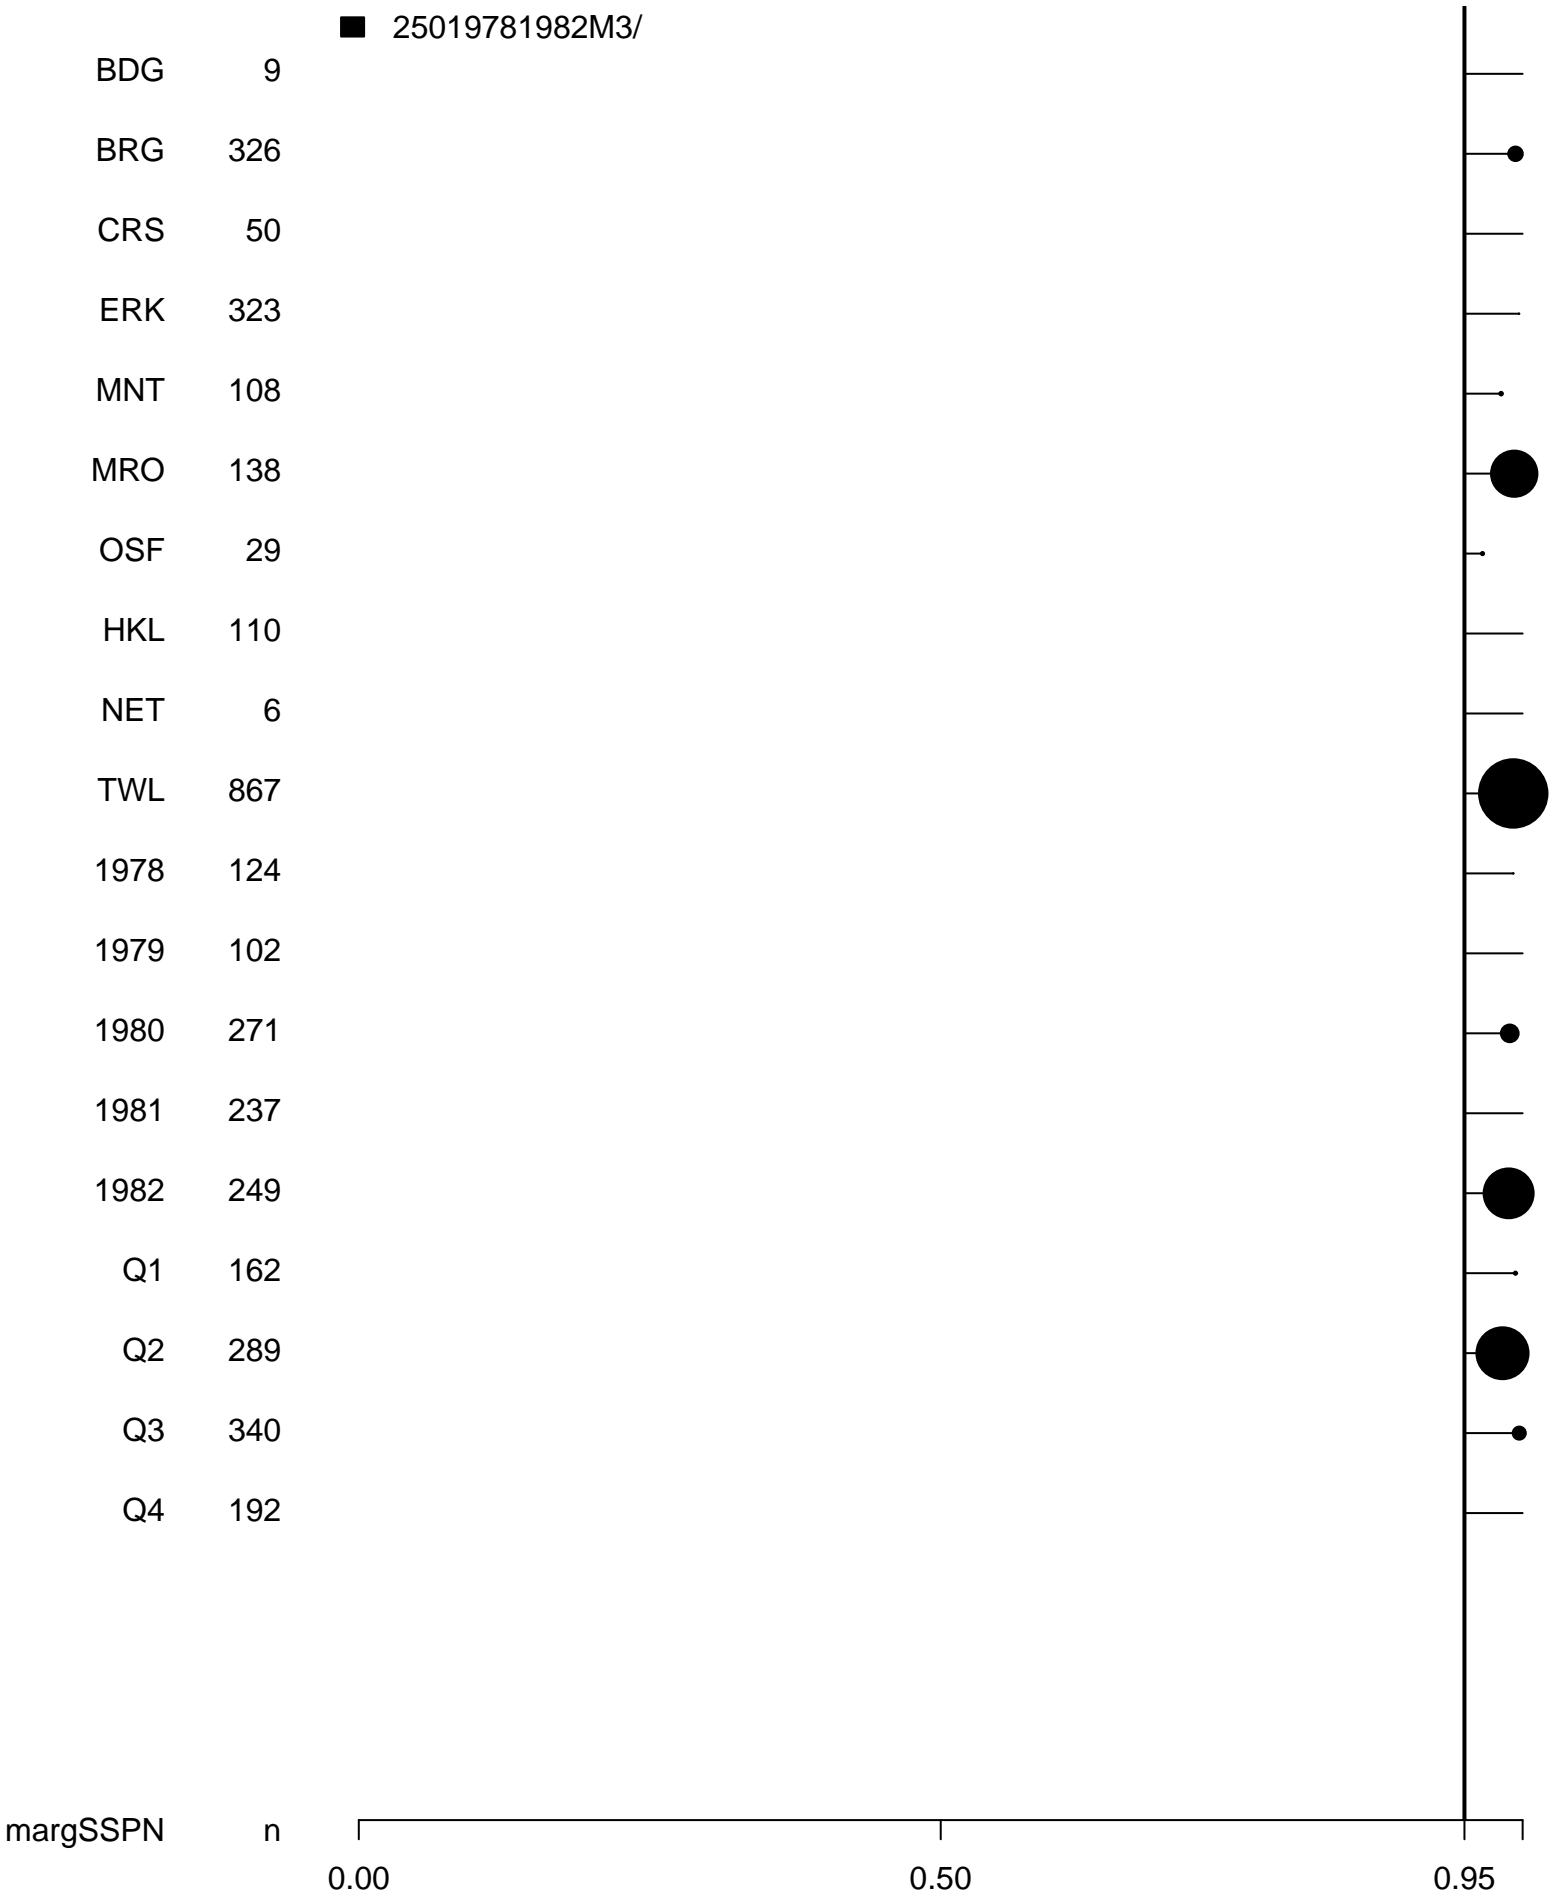 25019781982M3/
BDG 9
BRG 326
CRS 50
ERK 323
MNT 108
MRO 138
OSF 29
HKL 110
NET 6
TWL 867
1978 124
1979 102
1980 271
1981 237
1982 249
Q1 162
Q2 289
Q3 340
Q4 192
margSSPN n
0.00 0.50 0.95